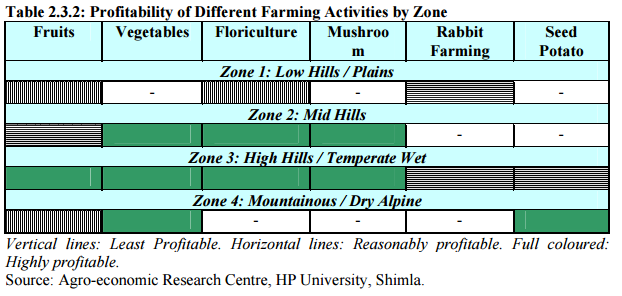 Table 2.3.2: Profitability of Different Farming Activities by Zone
Fruits Vegetables Floriculture Mushroo Rabbit Seed
m Farming Potato
Zone 1: Low Hills / Plains
- - -
Zone 2: Mid Hills
- -
Zone 3: High Hills / Temperate Wet
Zone 4: Mountainous / Dry Alpine
- - -
Vertical lines: Least Profitable. Horizontal lines: Reasonably profitable. Full coloured:
Highly profitable.
Source: Agro-economic Research Centre, HP University, Shimla.